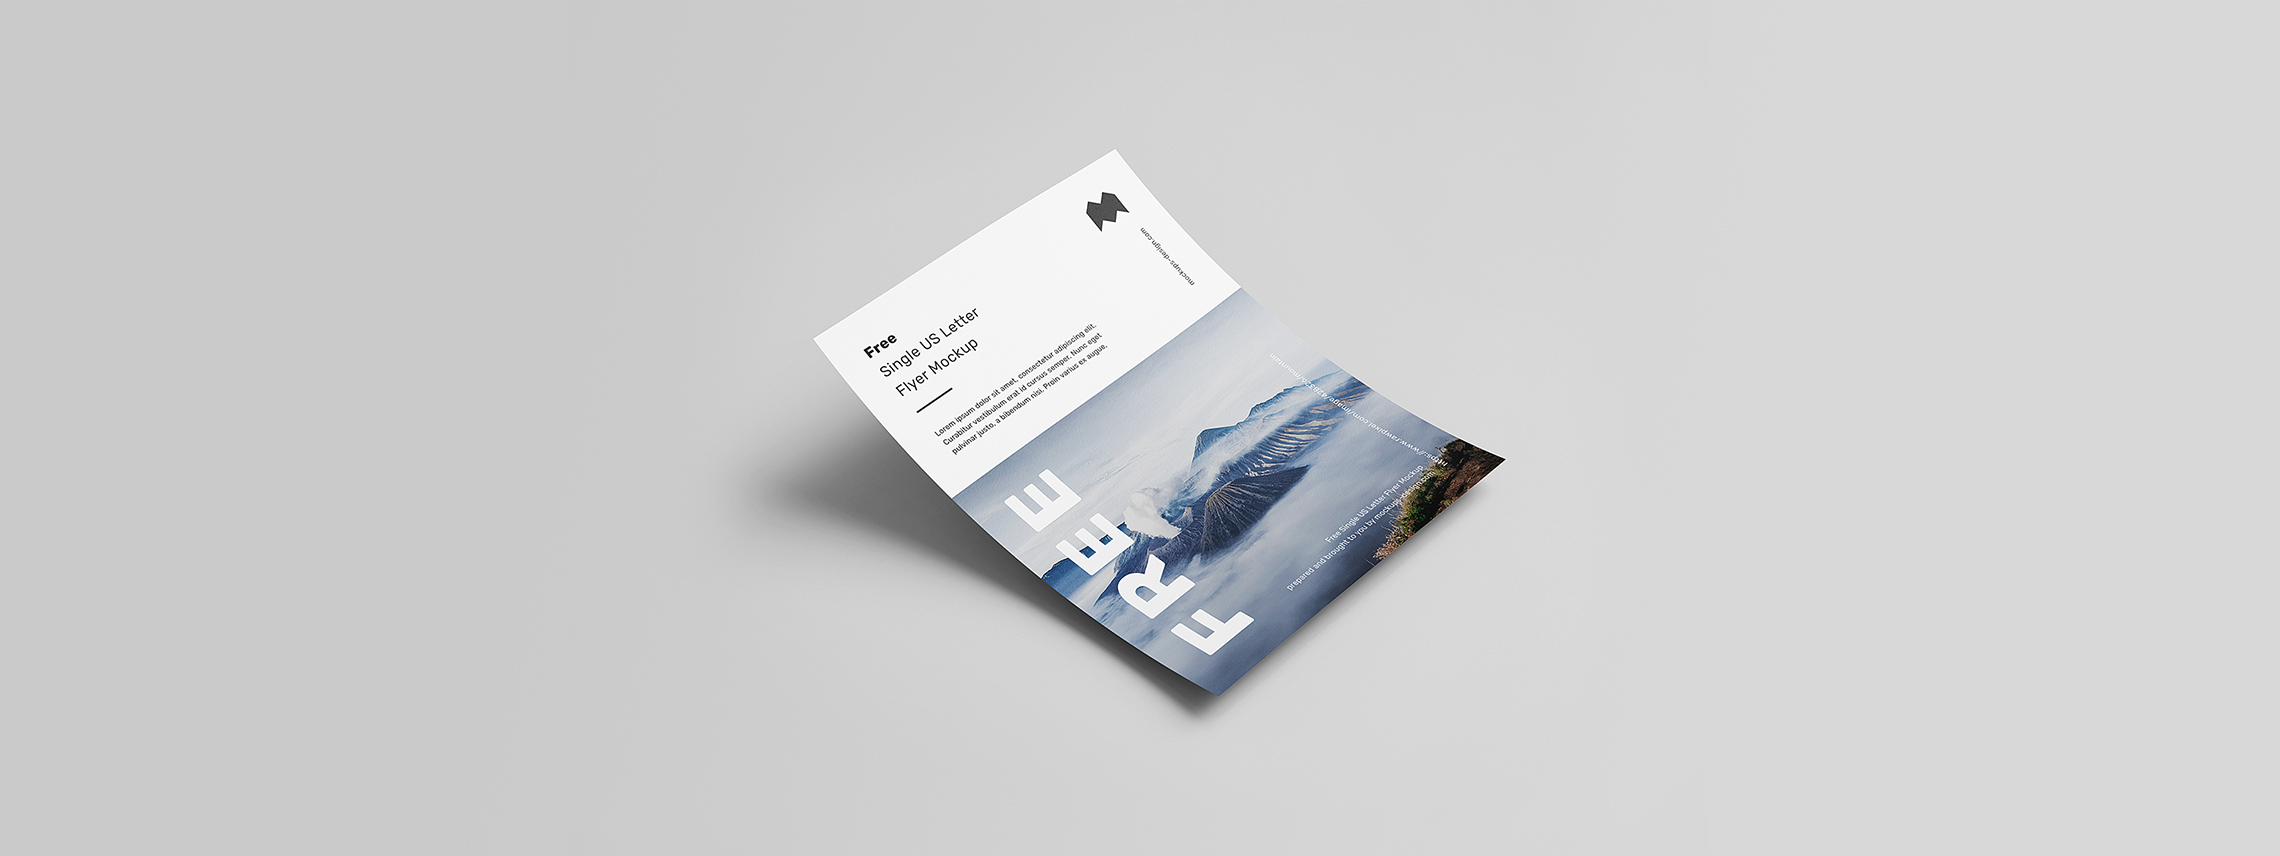 mockups-design.com
Free
Single US Letter
Flyer Mockup
Lorem ipsum dolor sit amet, consectetur adipiscing elit.
Curabitur vestibulum erat id cursus semper. Nunc eget
pulvinar justo, a bibendum nisi. Proin varius ex augue,
FREE
https://www.rawpixel.com/image/mountain
Free Single US Letter Flyer Mockup
prepared and brought to you by mockups-design.com